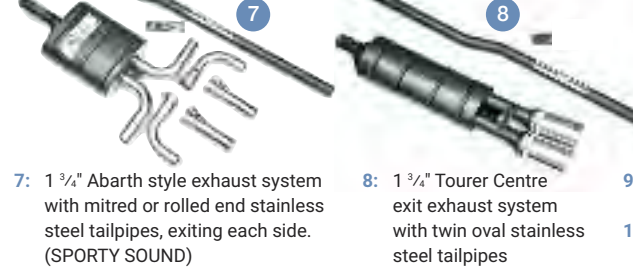 7
8
7: 1 3/4" Abarth style exhaust system
with mitred or rolled end stainless
steel tailpipes, exiting each side.
(SPORTY SOUND)
8: 1 3/4" Tourer Centre
exit exhaust system
with twin oval stainless
steel tailpipes
9
1